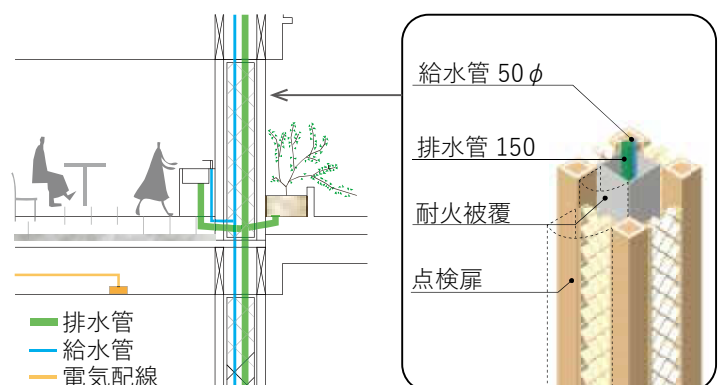 給水管 50φ
排水管 150
耐火被覆
点検扉
排水管
給水管
電気配線